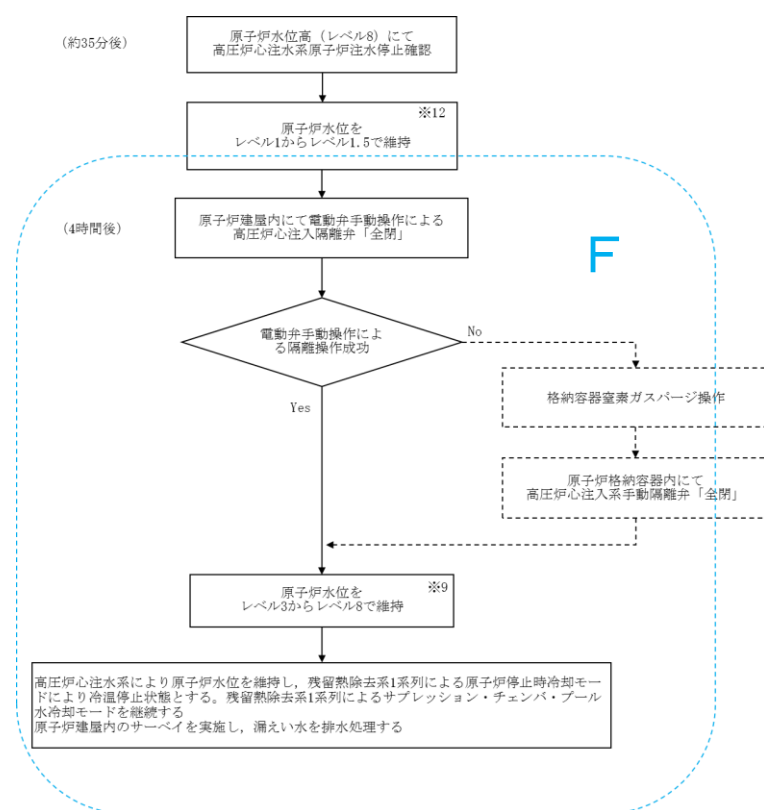 (約35分後)
原子炉水位高(レベル8)にて
高圧炉心注水系原子炉注水停止確認
※12
原子炉水位を
レベル1からレベル1.5で維持
(4時間後)
原子炉建屋内にて電動弁手動操作による
高圧炉心注入隔離弁「全閉」
F
電動弁手動操作によ
る隔離操作成功
No
Yes
格納容器窒素ガスパージ操作
原子炉格納容器内にて
高圧炉心注入系手動隔離弁「全閉」
※9
原子炉水位を
レベル3からレベル8で維持
高圧炉心注水系により原子炉水位を維持し,残留熱除去系1系列による原子炉停止時冷却モー
ドにより冷温停止状態とする。残留熱除去系1系列によるサプレッション・チェンバ・プール
水冷却モードを継続する
原子炉建屋内のサーベイを実施し,漏えい水を排水処理する